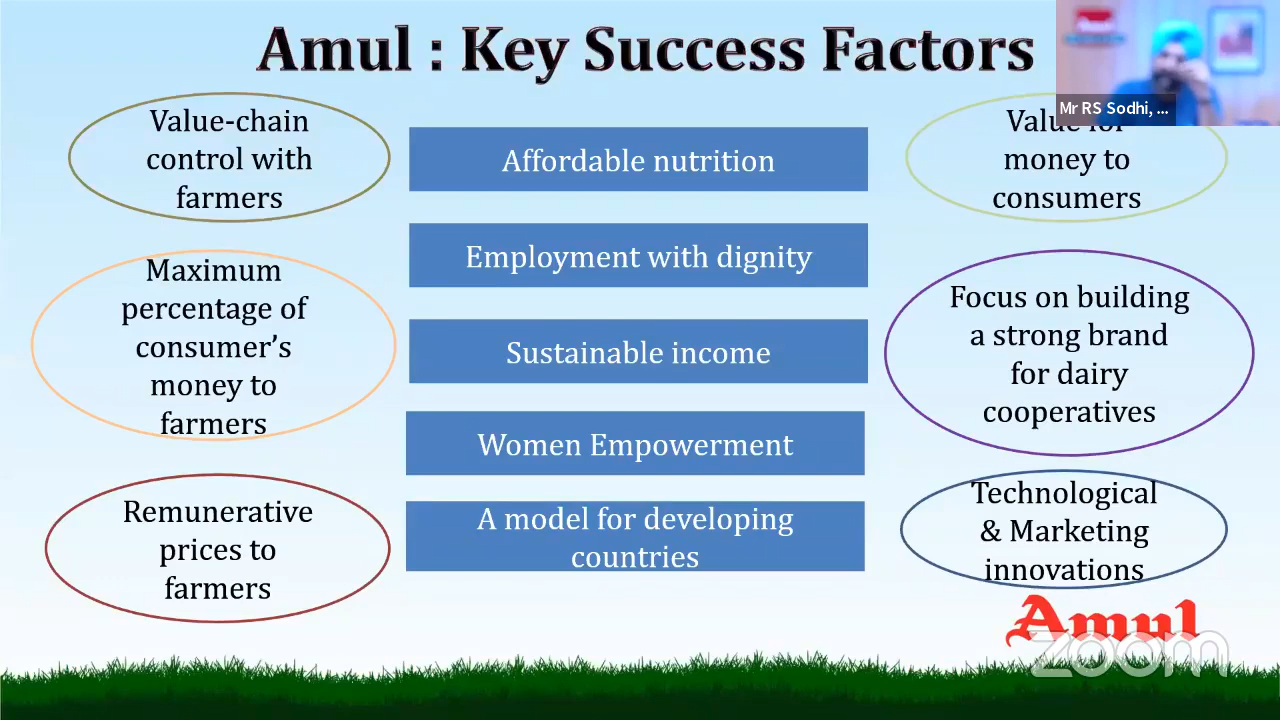 Amul : Key Success Factors
Mr RS Sodhi, ...
Value-chain
control with
farmers
Maximum
percentage of
consumer's
money to
farmers
Remunerative
prices to
farmers
Affordable nutrition
Employment with dignity
Sustainable income
Women Empowerment
A model for developing
countries
Value for
money to
consumers
Focus on building
a strong brand
for dairy
cooperatives
Technological
& Marketing
innovations
Amul
zoom